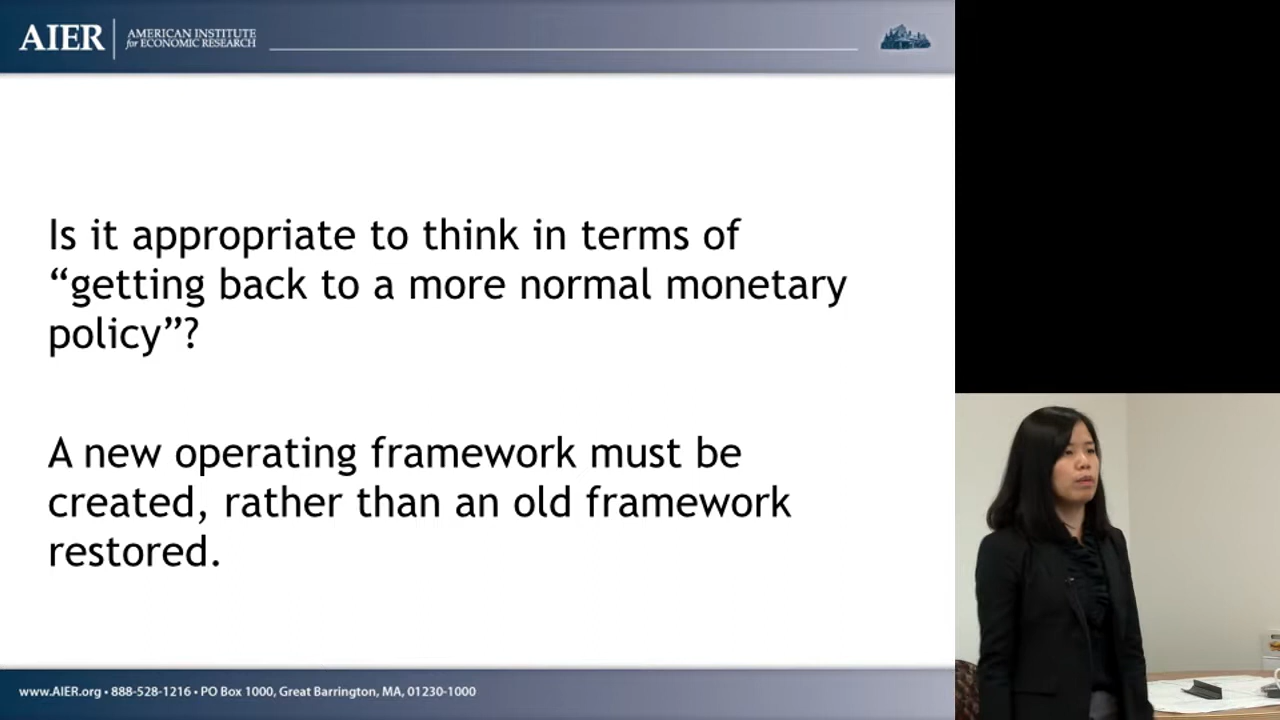 AIER
AMERICAN INSTITUTE
for ECONOMIC RESEARCH
Is it appropriate to think in terms of
“getting back to a more normal monetary
policy”?
A new operating framework must be
created, rather than an old framework
restored.
www.AIER.org • 888-528-1216 • PO Box 1000, Great Barrington, MA, 01230-1000